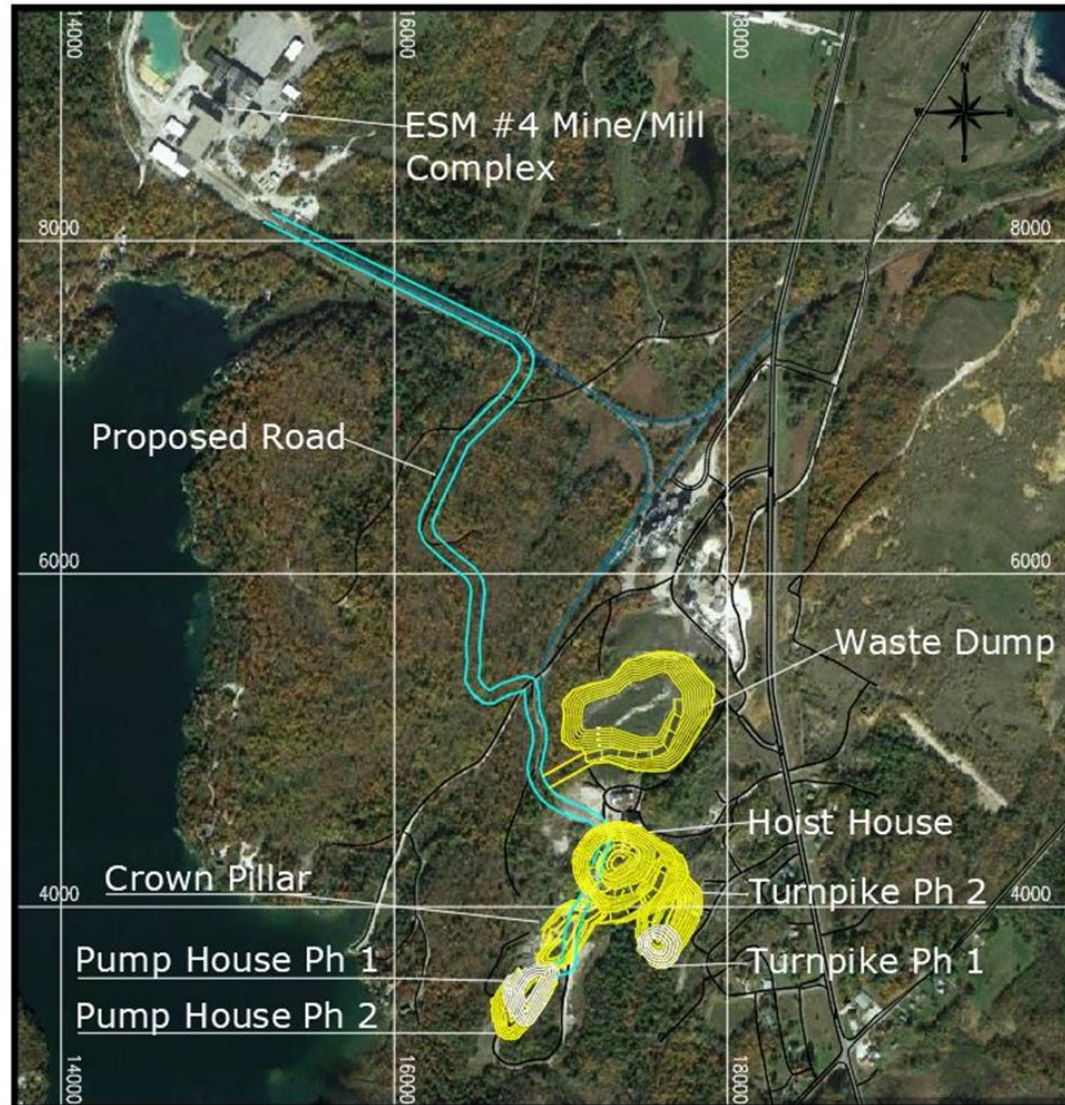 14000
16000
18000
N
ESM #4 Mine/Mill
Complex
8000
8000
Proposed Road
6000
6000
Waste Dump
Hoist House
Crown Pillar
4000
4000
Turnpike Ph 2
Pump House Ph 1
Turnpike Ph 1
Pump House Ph 2
14000
16000
18000